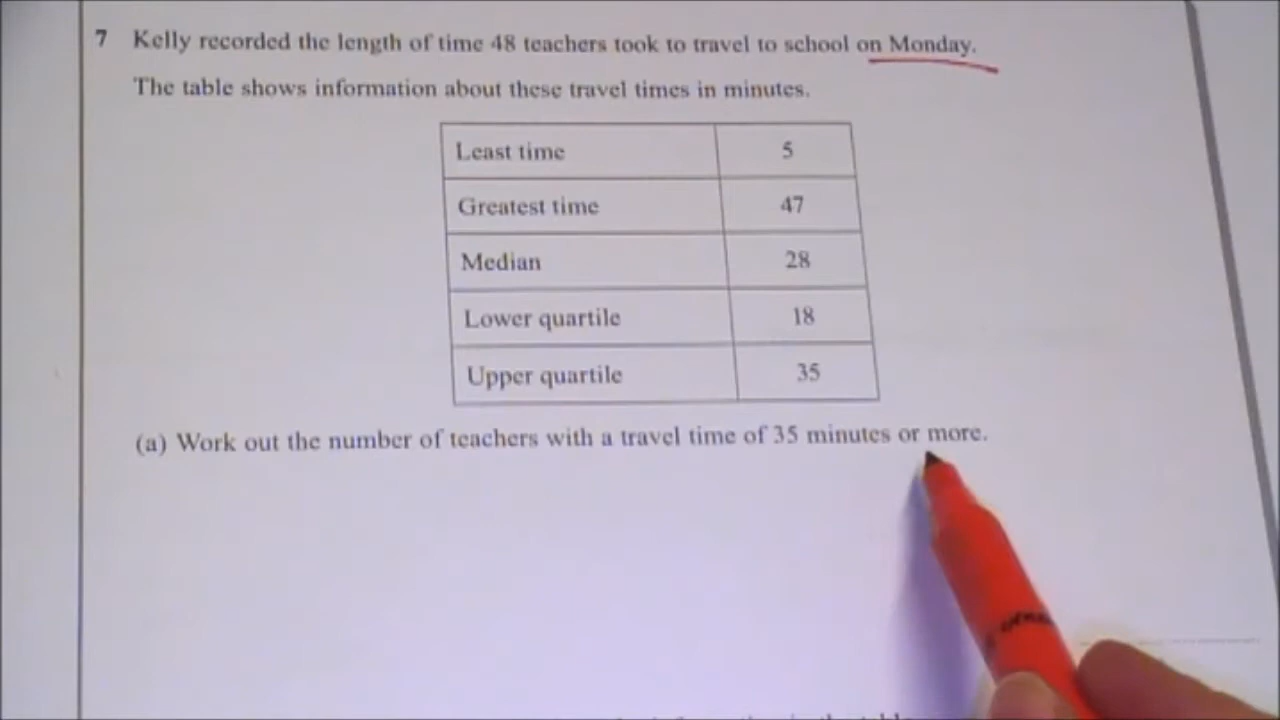 7 Kelly recorded the length of time 48 teachers took to travel to school on Monday.
The table shows information about these travel times in minutes.
Least time 5
Greatest time 47
Median 28
Lower quartile 18
Upper quartile 35
(a) Work out the number of teachers with a travel time of 35 minutes or more.